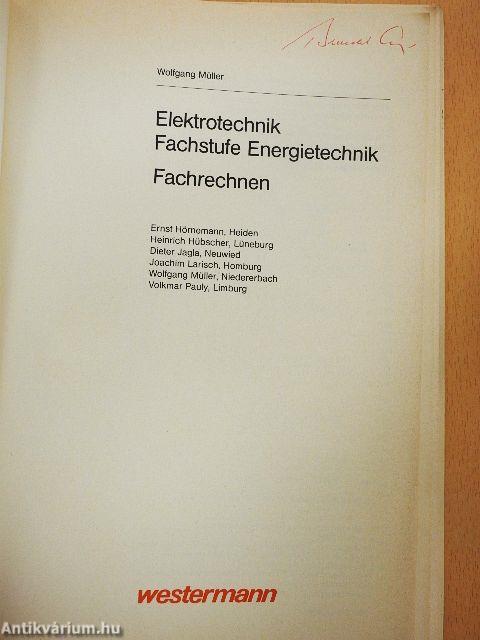 Wolfgang Müller
Elektrotechnik
Fachstufe Energietechnik
Fachrechnen
Ernst Hörnemann, Heiden
Heinrich Hübscher, Lüneburg
Dieter Jagla, Neuwied
Joachim Larisch, Homburg
Wolfgang Müller, Niedererbach
Volkmar Pauly, Limburg
westermann
Antikvárium.hu